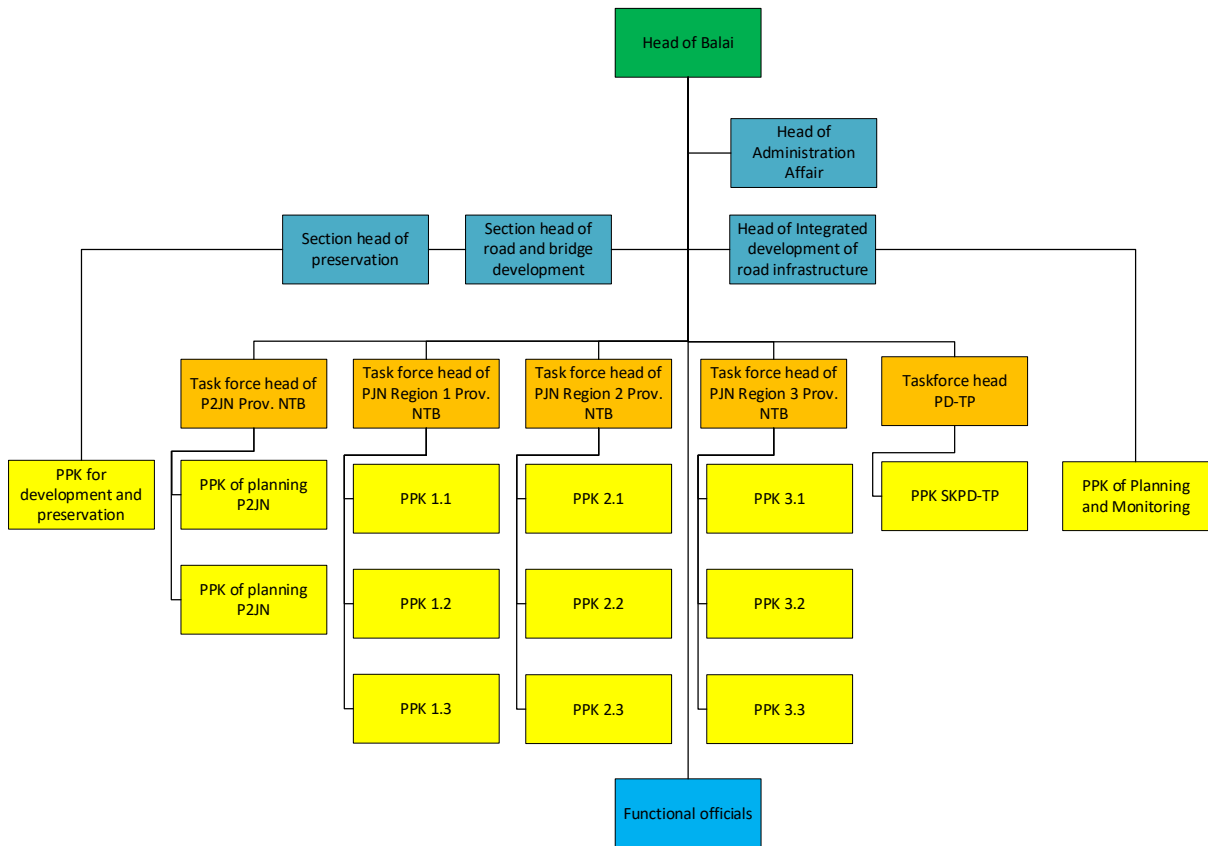 Head of Balai
Head of
Administration
Affair
Section head of
preservation
Section head of
road and bridge
development
Head of Integrated
development of
road infrastructure
Task force head of
P2JN Prov. NTB
Task force head of
PJN Region 1 Prov.
NTB
Task force head of
PJN Region 2 Prov.
NTB
Task force head of
PJN Region 3 Prov.
NTB
Taskforce head
PD-TP
PPK for
development and
preservation
PPK of planning
P2JN
PPK 1.1
PPK 2.1
PPK 3.1
PPK SKPD-TP
PPK of Planning
and Monitoring
PPK of planning
P2JN
PPK 1.2
PPK 2.2
PPK 3.2
PPK 1.3
PPK 2.3
PPK 3.3
Functional officials